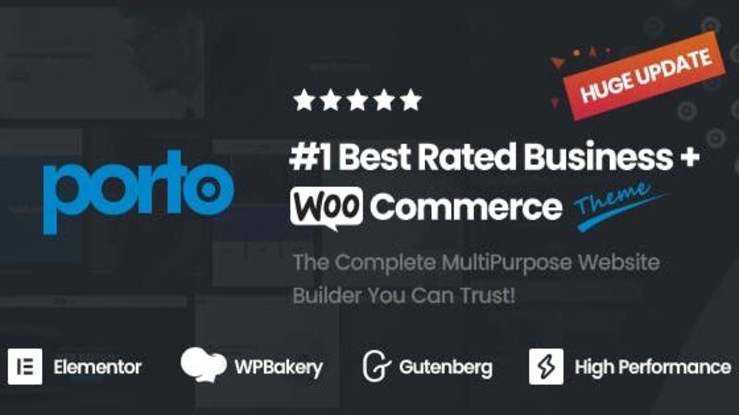 HUGE UPDATE
porto
#1 Best Rated Business +
Woo Commerce Theme
The Complete MultiPurpose Website
Builder You Can Trust!
Elementor WPBakery Gutenberg High Performance